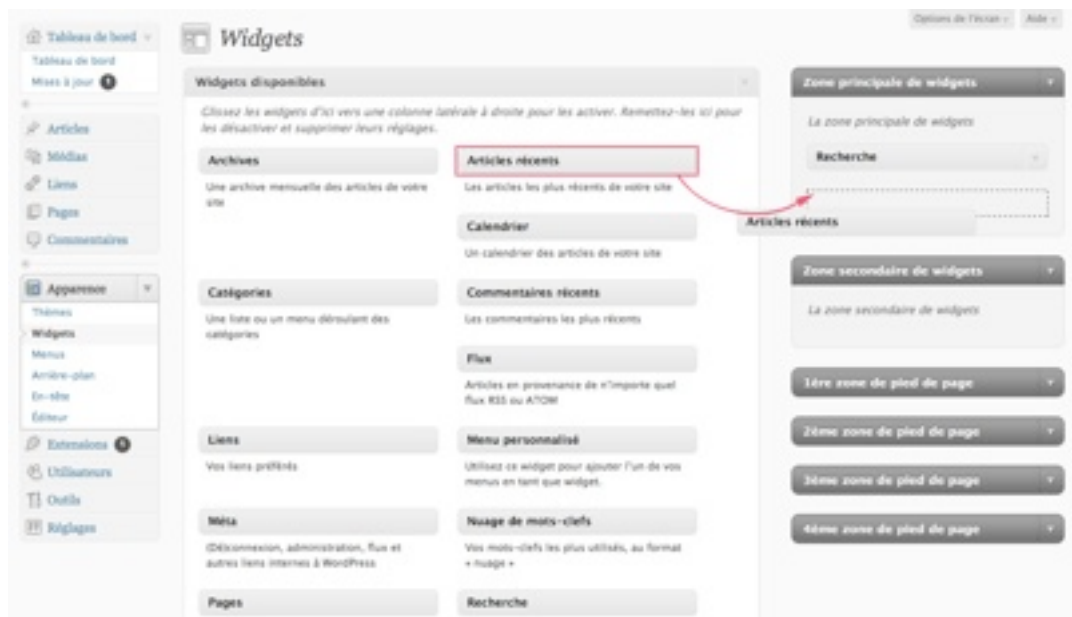 Options de l'écran
Aide
Tableau de bord
Tableau de bord
Mises à jour 1
Articles
Médias
Liens
Pages
Commentaires
Apparence
Thèmes
Widgets
Menus
Arrière-plan
En-tête
Éditeur
Extensions
Utilisateurs
Outils
Réglages
Widgets
Widgets disponibles
Glissez les widgets d'ici vers une colonne latérale à droite pour les activer. Remettez-les ici pour
les désactiver et supprimer leurs réglages.
Archives
Une archive mensuelle des articles de votre
site
Articles récents
Les articles les plus récents de votre site
Calendrier
Un calendrier des articles de votre site
Catégories
Une liste ou un menu déroulant des
catégories
Commentaires récents
Les commentaires les plus récents
Flux
Articles en provenance de n'importe quel
flux RSS ou ATOM
Liens
Vos liens préférés
Menu personnalisé
Utilisez ce widget pour ajouter l'un de vos
menus en tant que widget.
Méta
(Dé)connexion, administration, flux et
autres liens internes à WordPress
Nuage de mots-clefs
Vos mots-clefs les plus utilisés, au format
« nuage »
Pages
Recherche
Zone principale de widgets
La zone principale de widgets
Recherche
Articles récents
Zone secondaire de widgets
La zone secondaire de widgets
1ère zone de pied de page
2ème zone de pied de page
3ème zone de pied de page
4ème zone de pied de page